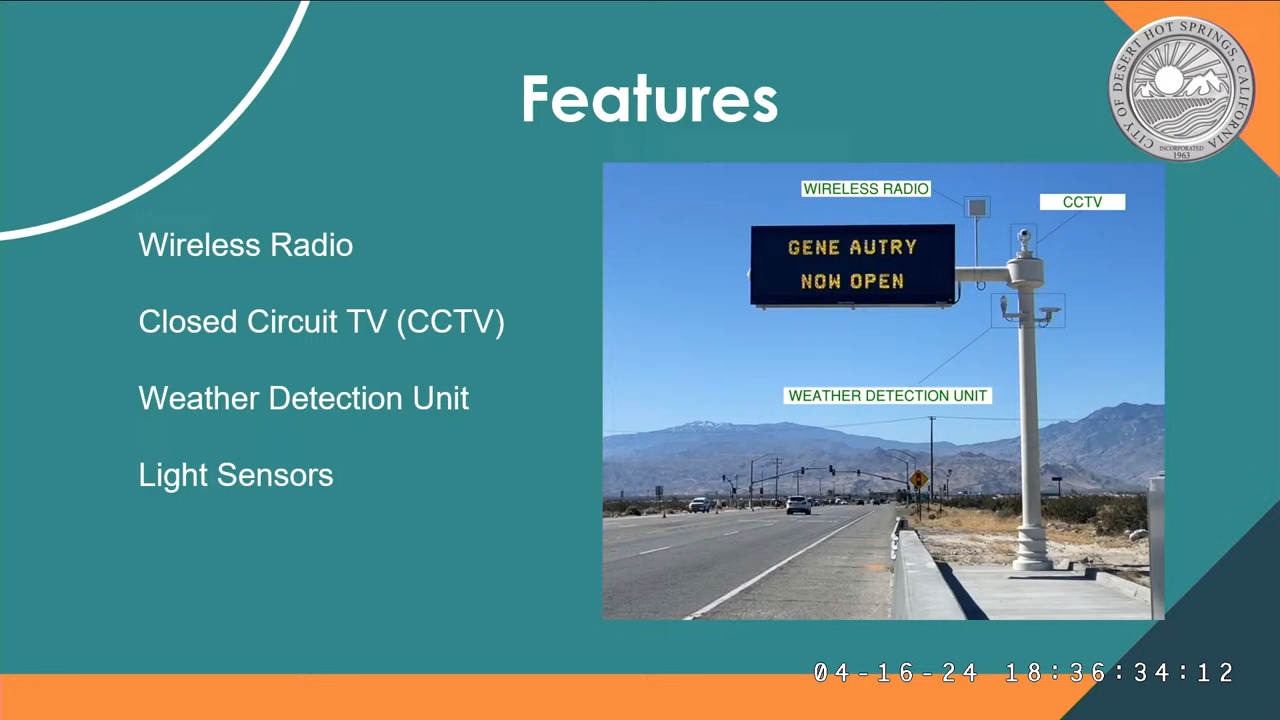 Features
CITY OF DESERT HOT SPRINGS, CALIFORNIA
INCORPORATED
1963
Wireless Radio
Closed Circuit TV (CCTV)
Weather Detection Unit
Light Sensors
WIRELESS RADIO
CCTV
GENE AUTRY
NOW OPEN
WEATHER DETECTION UNIT
04-16-24 18:36:34:12